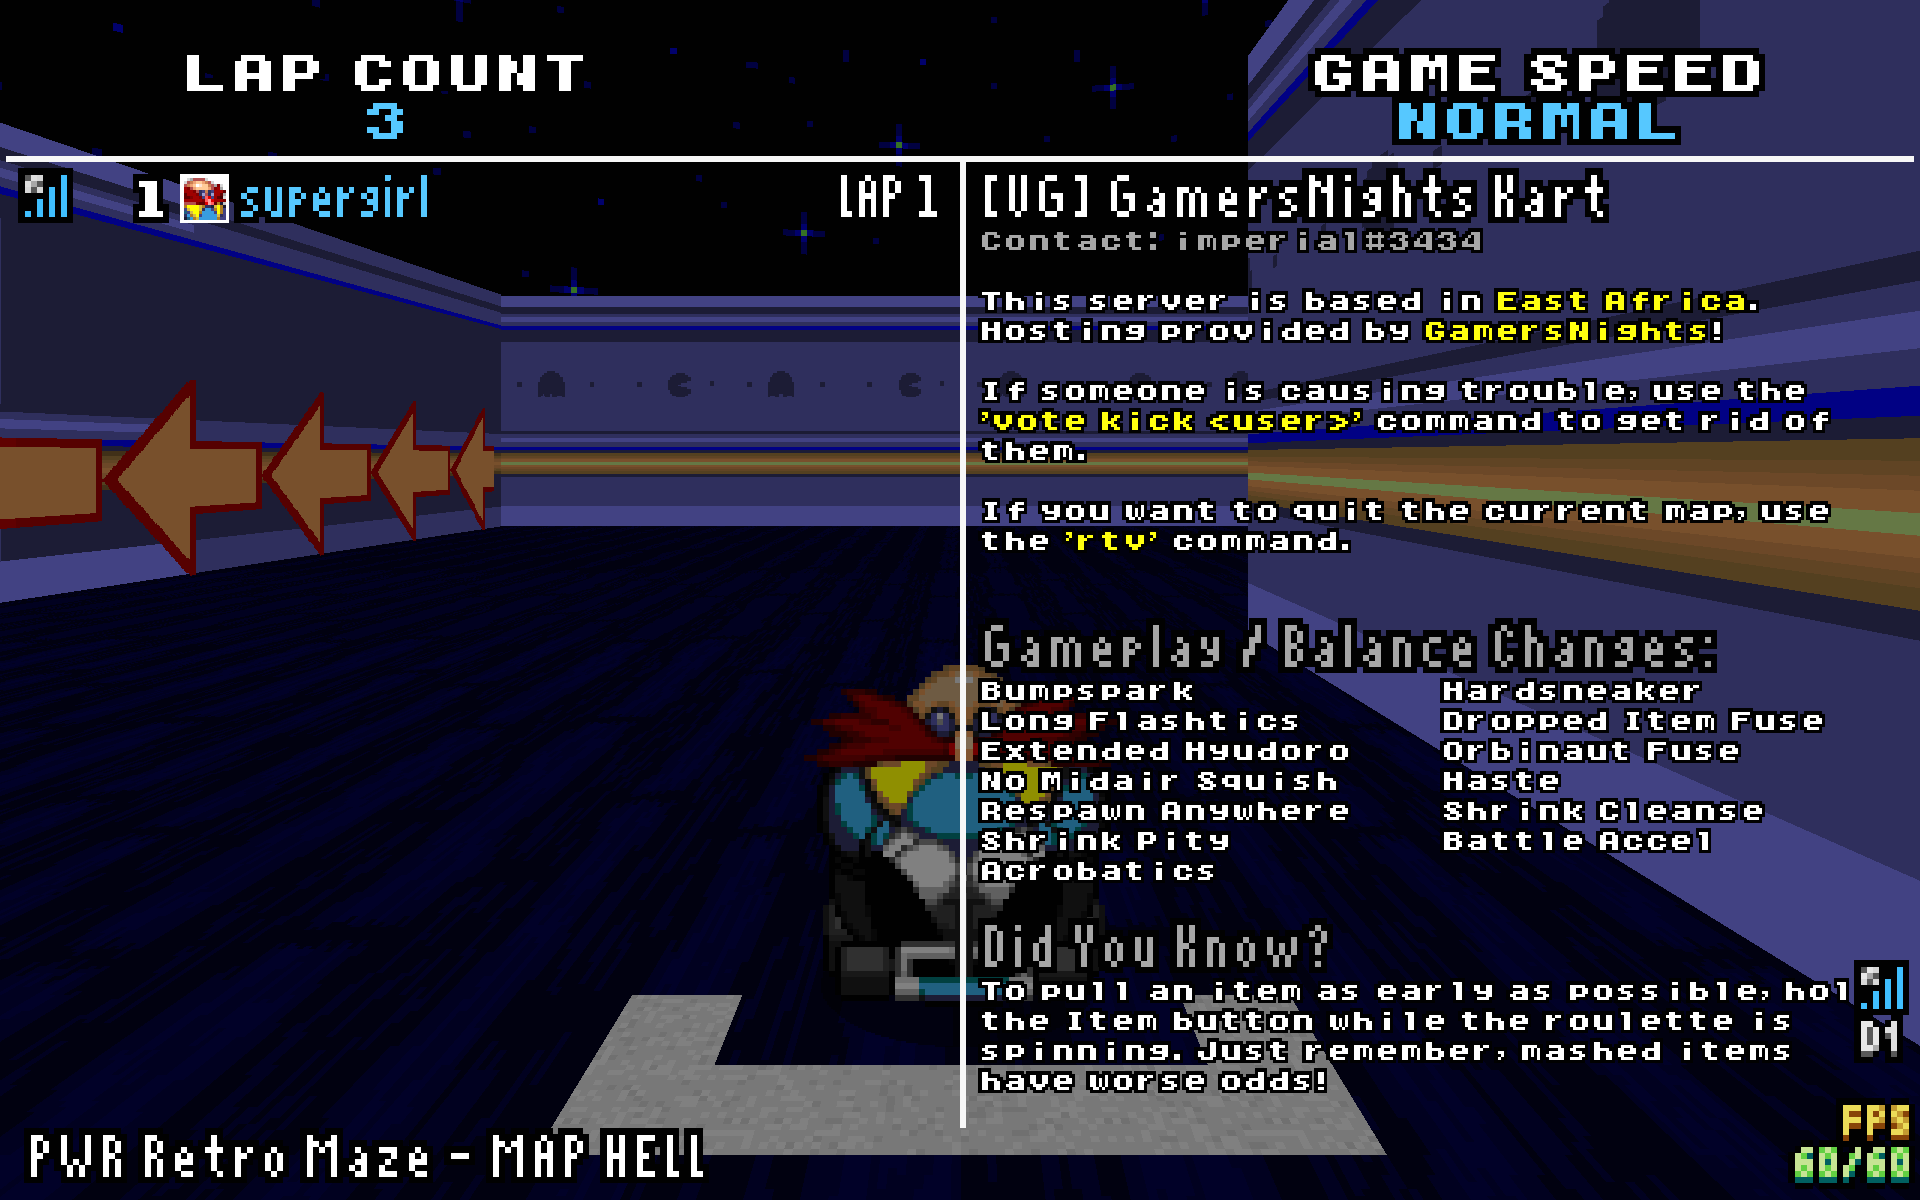 LAP COUNT
3
GAME SPEED
NORMAL
1 supergirl LAP 1
[VG] GamersNights Kart
Contact: imperial#3434
This server is based in East Africa.
Hosting provided by GamersNights!
If someone is causing trouble, use the
'vote kick <user>' command to get rid of
them.
If you want to quit the current map, use
the 'rtv' command.
Gameplay / Balance Changes:
Bumpspark Hardsneaker
Long Flashtics Dropped Item Fuse
Extended Hyudoro Orbinaut Fuse
No Midair Squish Haste
Respawn Anywhere Shrink Cleanse
Shrink Pity Battle Accel
Acrobatics
Did You Know?
To pull an item as early as possible, hol
the Item button while the roulette is
spinning. Just remember, mashed items
have worse odds!
D1
FPS
60/60
PWR Retro Maze - MAP HELL